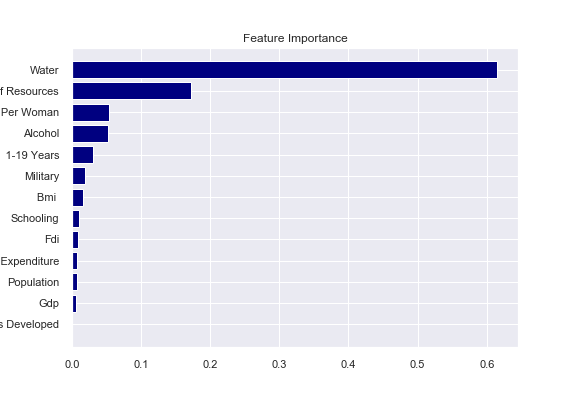 Feature Importance
Water
f Resources
Per Woman
Alcohol
1-19 Years
Military
Bmi
Schooling
Fdi
Expenditure
Population
Gdp
s Developed
0.0 0.1 0.2 0.3 0.4 0.5 0.6